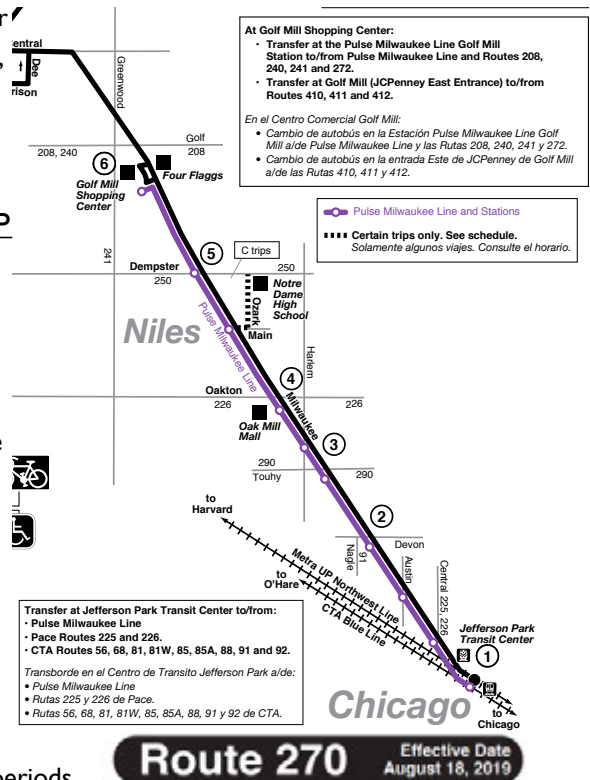 At Golf Mill Shopping Center:
· Transfer at the Pulse Milwaukee Line Golf Mill
Station to/from Pulse Milwaukee Line and Routes 208,
240, 241 and 272.
· Transfer at Golf Mill (JCPenney East Entrance) to/from
Routes 410, 411 and 412.
En el Centro Comercial Golf Mill:
• Cambio de autobús en la Estación Pulse Milwaukee Line Golf
Mill a/de Pulse Milwaukee Line y las Rutas 208, 240, 241 y 272.
• Cambio de autobús en la entrada Este de JCPenney de Golf Mill
a/de las Rutas 410, 411 y 412.
Pulse Milwaukee Line and Stations
Certain trips only. See schedule.
Solamente algunos viajes. Consulte el horario.
entral
Dee
rison
Greenwood
Golf
208, 240
208
6
Four Flaggs
Golf Mill
Shopping
Center
P
241
5
C trips
Dempster
250
250
Notre
Dame
High
School
Ozark
Main
Niles
Pulse Milwaukee Line
Harlem
4
Oakton
226
226
Milwaukee
Oak Mill
Mall
3
290
Touhy
290
2
to
Harvard
Devon
Nagle
91
Austin
Central 225, 226
Metra UP Northwest Line
to
O'Hare
CTA Blue Line
Jefferson Park
Transit Center
1
Chicago
to
Chicago
Transfer at Jefferson Park Transit Center to/from:
· Pulse Milwaukee Line
· Pace Routes 225 and 226.
· CTA Routes 56, 68, 81, 81W, 85, 85A, 88, 91 and 92.
Transborde en el Centro de Transito Jefferson Park a/de:
• Pulse Milwaukee Line
• Rutas 225 y 226 de Pace.
• Rutas 56, 68, 81, 81W, 85, 85A, 88, 91 y 92 de CTA.
Route 270
Effective Date
August 18, 2019
periods